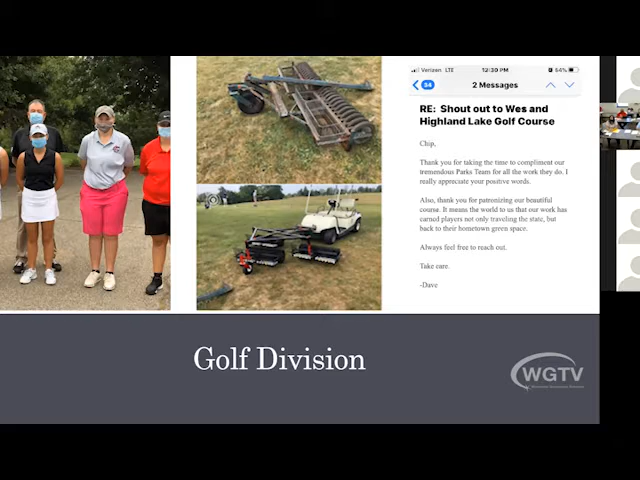 Verizon LTE 12:30 PM 64%
34 2 Messages
RE: Shout out to Wes and
Highland Lake Golf Course
Chip,
Thank you for taking the time to compliment our
tremendous Parks Team for all the work they do. I
really appreciate your positive words.
Also, thank you for patronizing our beautiful
course. It means the world to us that our work has
earned players not only traveling the state, but
back to their hometown green space.
Always feel free to reach out.
Take care.
-Dave
Golf Division
WGTV